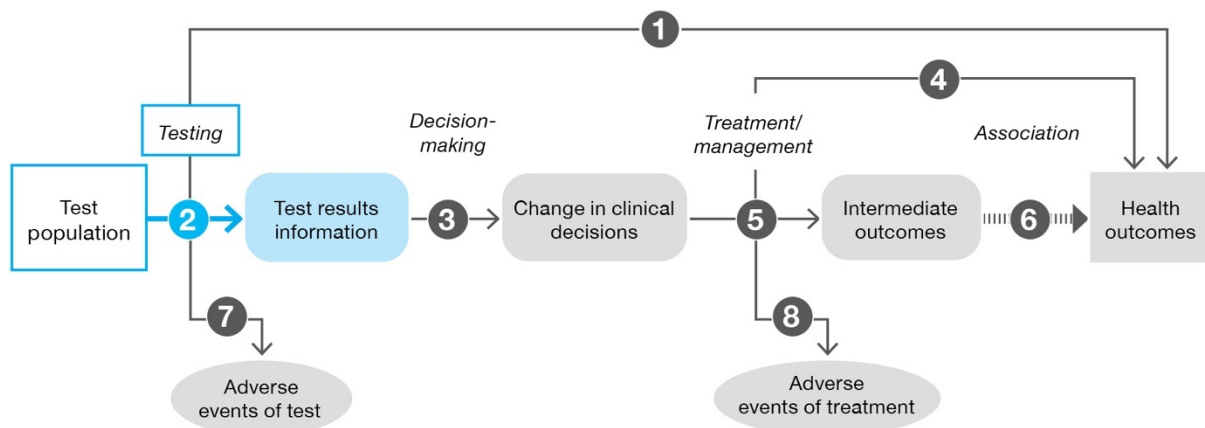 1
4
Testing
Decision-
making
Treatment/
management
Association
Test
population
2
Test results
information
3
Change in clinical
decisions
5
Intermediate
outcomes
6
Health
outcomes
7
8
Adverse
events of test
Adverse
events of treatment